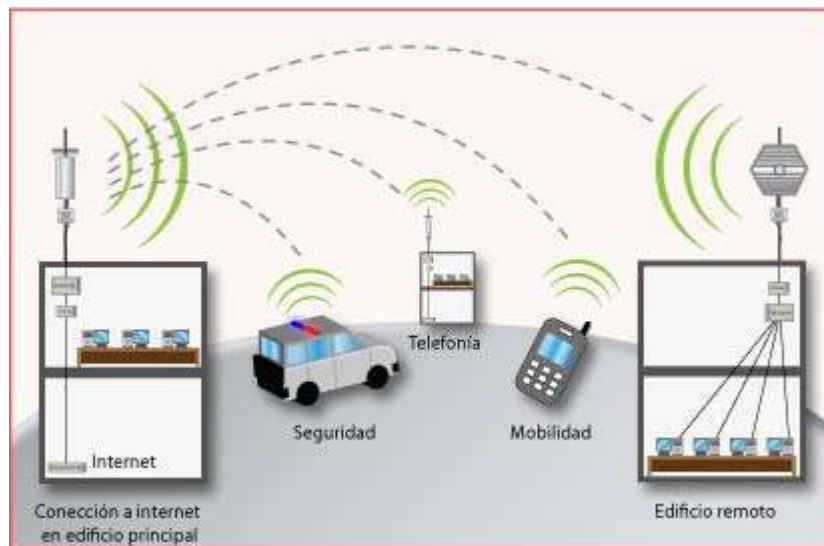 Telefonía
Seguridad
Mobilidad
Internet
Conección a internet
en edificio principal
Edificio remoto